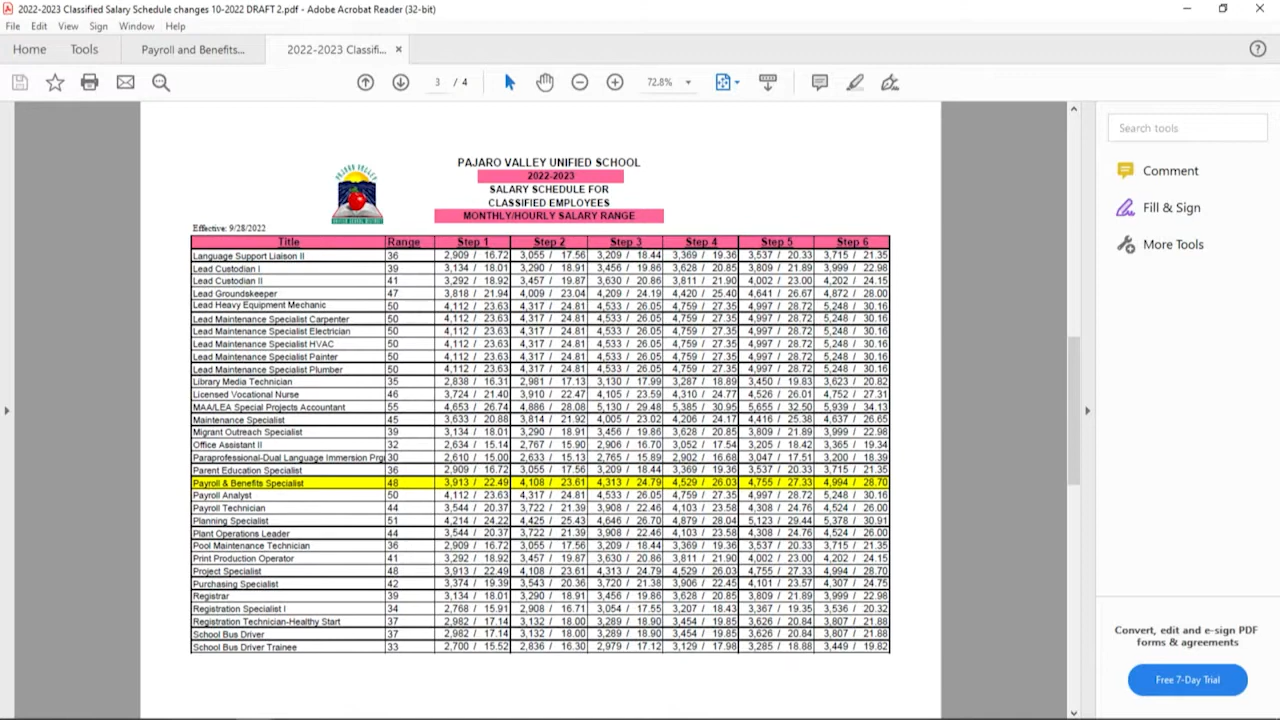 2022-2023 Classified Salary Schedule changes 10-2022 DRAFT 2.pdf - Adobe Acrobat Reader (32-bit)
File Edit View Sign Window Help
Home Tools Payroll and Benefits... 2022-2023 Classifi...
3 / 4 72.8%
Search tools
Comment
Fill & Sign
More Tools
PAJARO VALLEY
PAJARO VALLEY UNIFIED SCHOOL
2022-2023
SALARY SCHEDULE FOR
CLASSIFIED EMPLOYEES
MONTHLY/HOURLY SALARY RANGE
Effective: 9/28/2022
Title Range Step 1 Step 2 Step 3 Step 4 Step 5 Step 6
Language Support Liaison II 36 2,909 / 16.72 3,055 / 17.56 3,209 / 18.44 3,369 / 19.36 3,537 / 20.33 3,715 / 21.35
Lead Custodian I 39 3,134 / 18.01 3,290 / 18.91 3,456 / 19.86 3,628 / 20.85 3,809 / 21.89 3,999 / 22.98
Lead Custodian II 41 3,292 / 18.92 3,457 / 19.87 3,630 / 20.86 3,811 / 21.90 4,002 / 23.00 4,202 / 24.15
Lead Groundskeeper 47 3,818 / 21.94 4,009 / 23.04 4,209 / 24.19 4,420 / 25.40 4,641 / 26.67 4,872 / 28.00
Lead Heavy Equipment Mechanic 50 4,112 / 23.63 4,317 / 24.81 4,533 / 26.05 4,759 / 27.35 4,997 / 28.72 5,248 / 30.16
Lead Maintenance Specialist Carpenter 50 4,112 / 23.63 4,317 / 24.81 4,533 / 26.05 4,759 / 27.35 4,997 / 28.72 5,248 / 30.16
Lead Maintenance Specialist Electrician 50 4,112 / 23.63 4,317 / 24.81 4,533 / 26.05 4,759 / 27.35 4,997 / 28.72 5,248 / 30.16
Lead Maintenance Specialist HVAC 50 4,112 / 23.63 4,317 / 24.81 4,533 / 26.05 4,759 / 27.35 4,997 / 28.72 5,248 / 30.16
Lead Maintenance Specialist Painter 50 4,112 / 23.63 4,317 / 24.81 4,533 / 26.05 4,759 / 27.35 4,997 / 28.72 5,248 / 30.16
Lead Maintenance Specialist Plumber 50 4,112 / 23.63 4,317 / 24.81 4,533 / 26.05 4,759 / 27.35 4,997 / 28.72 5,248 / 30.16
Library Media Technician 35 2,838 / 16.31 2,981 / 17.13 3,130 / 17.99 3,287 / 18.89 3,450 / 19.83 3,623 / 20.82
Licensed Vocational Nurse 46 3,724 / 21.40 3,910 / 22.47 4,105 / 23.59 4,310 / 24.77 4,526 / 26.01 4,752 / 27.31
MAA/LEA Special Projects Accountant 55 4,653 / 26.74 4,886 / 28.08 5,130 / 29.48 5,385 / 30.95 5,655 / 32.50 5,939 / 34.13
Maintenance Specialist 45 3,633 / 20.88 3,814 / 21.92 4,005 / 23.02 4,206 / 24.17 4,416 / 25.38 4,637 / 26.65
Migrant Outreach Specialist 39 3,134 / 18.01 3,290 / 18.91 3,456 / 19.86 3,628 / 20.85 3,809 / 21.89 3,999 / 22.98
Office Assistant II 32 2,634 / 15.14 2,767 / 15.90 2,906 / 16.70 3,052 / 17.54 3,205 / 18.42 3,365 / 19.34
Paraprofessional-Dual Language Immersion Prg 30 2,610 / 15.00 2,633 / 15.13 2,765 / 15.89 2,902 / 16.68 3,047 / 17.51 3,200 / 18.39
Parent Education Specialist 36 2,909 / 16.72 3,055 / 17.56 3,209 / 18.44 3,369 / 19.36 3,537 / 20.33 3,715 / 21.35
Payroll & Benefits Specialist 48 3,913 / 22.49 4,108 / 23.61 4,313 / 24.79 4,529 / 26.03 4,755 / 27.33 4,994 / 28.70
Payroll Analyst 50 4,112 / 23.63 4,317 / 24.81 4,533 / 26.05 4,759 / 27.35 4,997 / 28.72 5,248 / 30.16
Payroll Technician 44 3,544 / 20.37 3,722 / 21.39 3,908 / 22.46 4,103 / 23.58 4,308 / 24.76 4,524 / 26.00
Planning Specialist 51 4,214 / 24.22 4,425 / 25.43 4,646 / 26.70 4,879 / 28.04 5,123 / 29.44 5,378 / 30.91
Plant Operations Leader 44 3,544 / 20.37 3,722 / 21.39 3,908 / 22.46 4,103 / 23.58 4,308 / 24.76 4,524 / 26.00
Pool Maintenance Technician 36 2,909 / 16.72 3,055 / 17.56 3,209 / 18.44 3,369 / 19.36 3,537 / 20.33 3,715 / 21.35
Print Production Operator 41 3,292 / 18.92 3,457 / 19.87 3,630 / 20.86 3,811 / 21.90 4,002 / 23.00 4,202 / 24.15
Project Specialist 48 3,913 / 22.49 4,108 / 23.61 4,313 / 24.79 4,529 / 26.03 4,755 / 27.33 4,994 / 28.70
Purchasing Specialist 42 3,374 / 19.39 3,543 / 20.36 3,720 / 21.38 3,906 / 22.45 4,101 / 23.57 4,307 / 24.75
Registrar 39 3,134 / 18.01 3,290 / 18.91 3,456 / 19.86 3,628 / 20.85 3,809 / 21.89 3,999 / 22.98
Registration Specialist I 34 2,768 / 15.91 2,908 / 16.71 3,054 / 17.55 3,207 / 18.43 3,367 / 19.35 3,536 / 20.32
Registration Technician-Healthy Start 37 2,982 / 17.14 3,132 / 18.00 3,289 / 18.90 3,454 / 19.85 3,626 / 20.84 3,807 / 21.88
School Bus Driver 37 2,982 / 17.14 3,132 / 18.00 3,289 / 18.90 3,454 / 19.85 3,626 / 20.84 3,807 / 21.88
School Bus Driver Trainee 33 2,700 / 15.52 2,836 / 16.30 2,979 / 17.12 3,129 / 17.98 3,285 / 18.88 3,449 / 19.82
Convert, edit and e-sign PDF
forms & agreements
Free 7-Day Trial